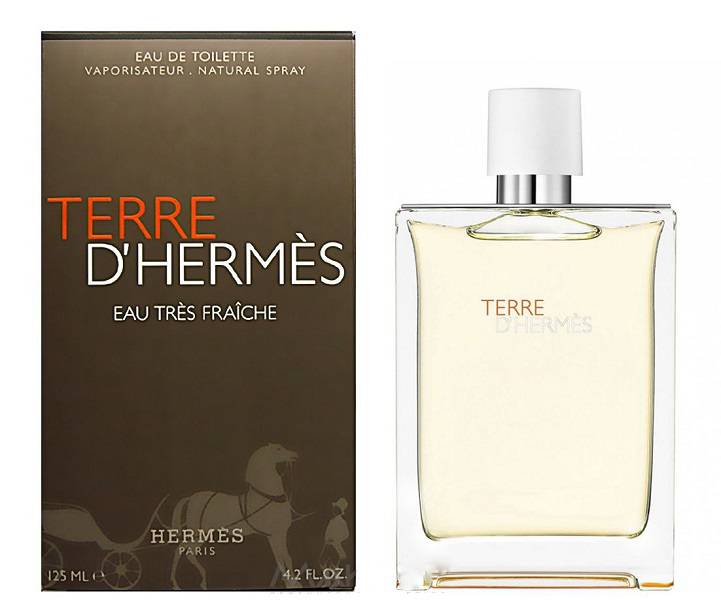 EAU DE TOILETTE
VAPORISATEUR . NATURAL SPRAY
TERRE
D'HERMÈS
EAU TRÈS FRAÎCHE
HERMÈS
PARIS
125 ML ℮
4.2 FL.OZ.
TERRE
D'HERMÈS